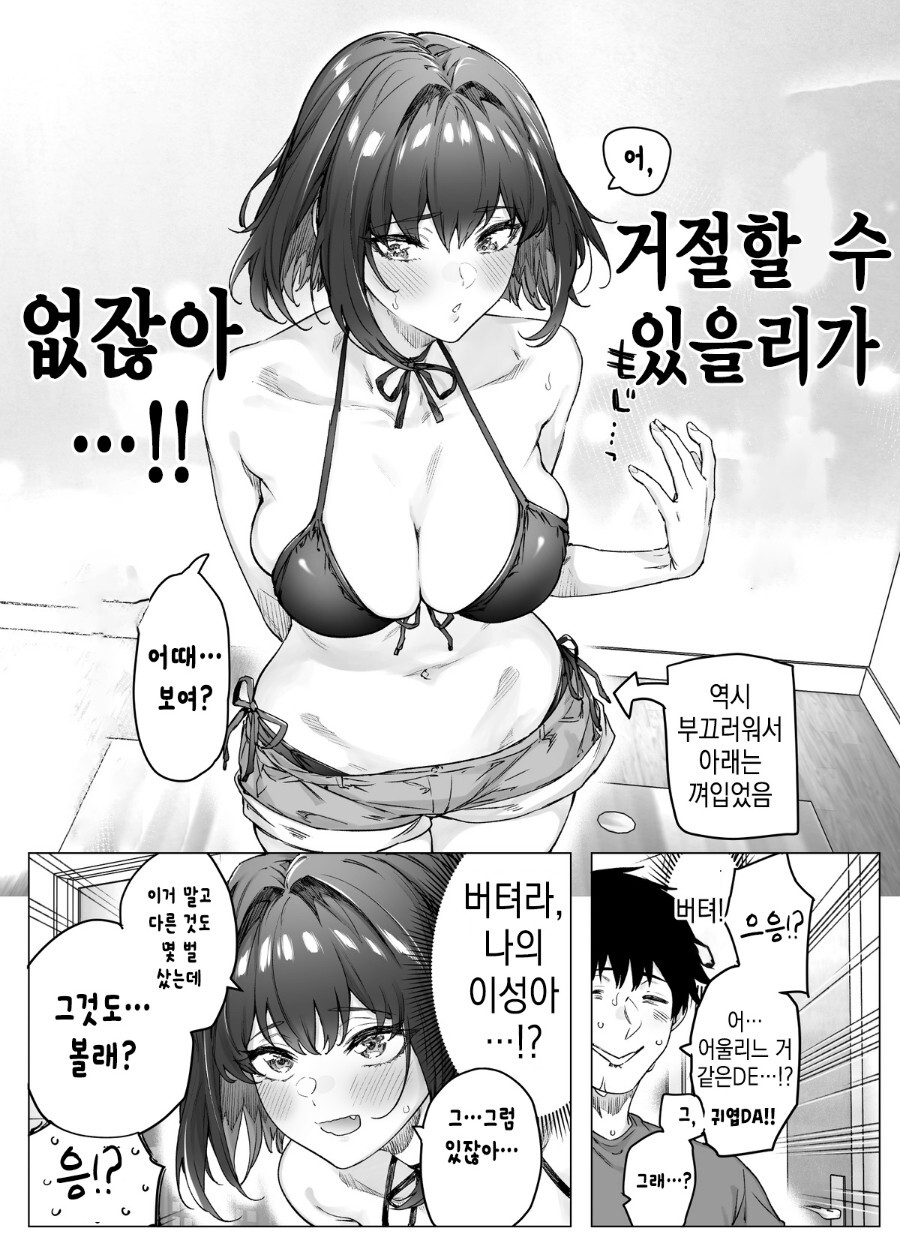 어,
거절할 수
있을리가
없잖아
…!!
もじ…っ
어때…
보여?
역시
부끄러워서
아래는
껴입었음
버텨!
으응!?
어…
어울리느 거
같은DE…!?
그, 귀엽DA!!
그래…?
버텨라,
나의
이성아
…!?
그…그럼
있잖아…
이거 말고
다른 것도
몇 벌
샀는데
그것도…
볼래?
응!?